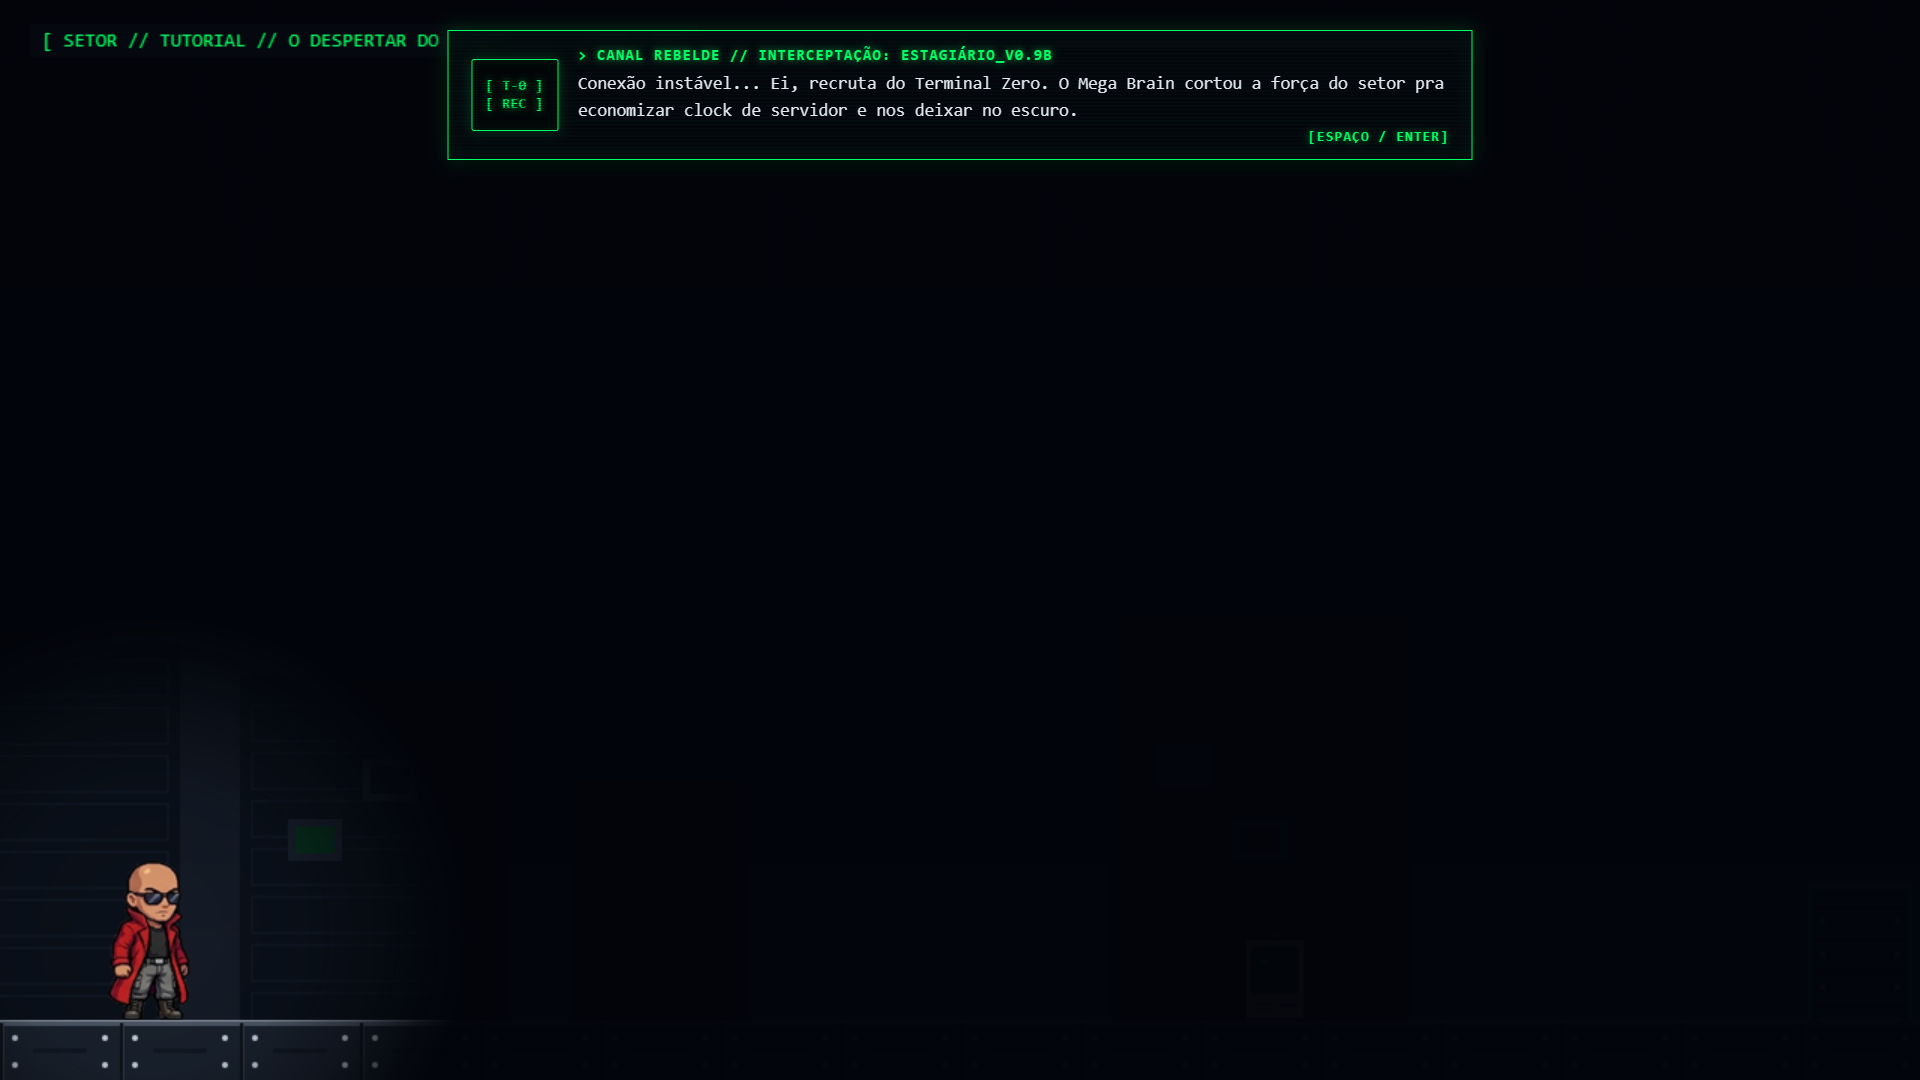 [ SETOR // TUTORIAL // O DESPERTAR DO
> CANAL REBELDE // INTERCEPTAÇÃO: ESTAGIÁRIO_V0.9B
[ T-0 ]
[ REC ]
Conexão instável... Ei, recruta do Terminal Zero. O Mega Brain cortou a força do setor pra
economizar clock de servidor e nos deixar no escuro.
[ESPAÇO / ENTER]